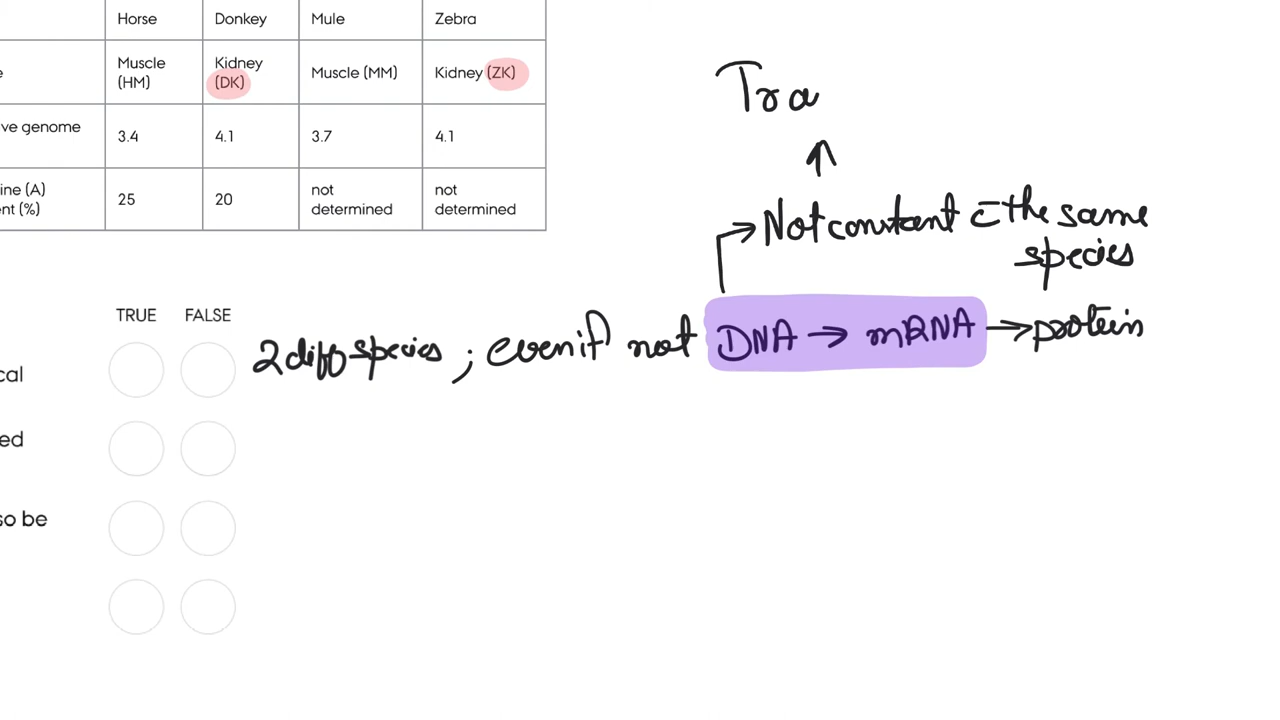 Horse Donkey Mule Zebra
e Muscle (HM) Kidney (DK) Muscle (MM) Kidney (ZK)
ve genome 3.4 4.1 3.7 4.1
ine (A) nt (%) 25 20 not determined not determined
Tra
Not constant c̄ the same
species
TRUE FALSE
2 diff species ; even if not DNA → mRNA → protein
cal
ed
so be